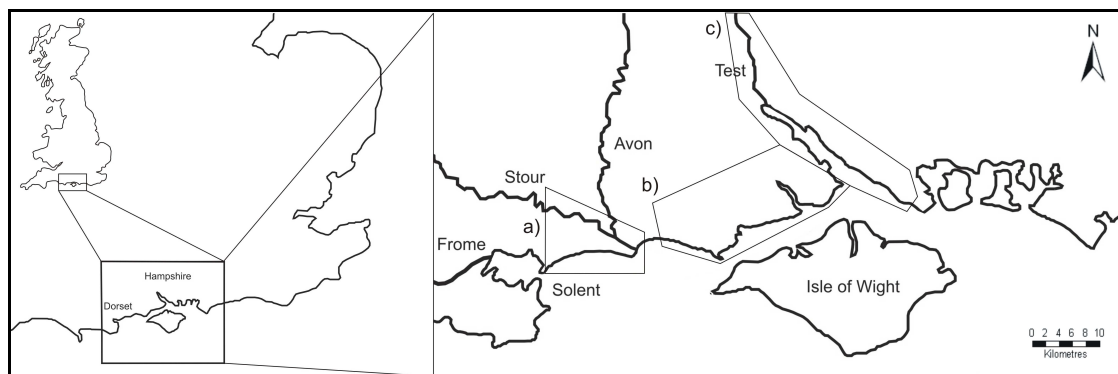 Hampshire
Dorset
c)
N
Test
Avon
Stour
b)
a)
Frome
Solent
Isle of Wight
0 2 4 6 8 10
Kilometres